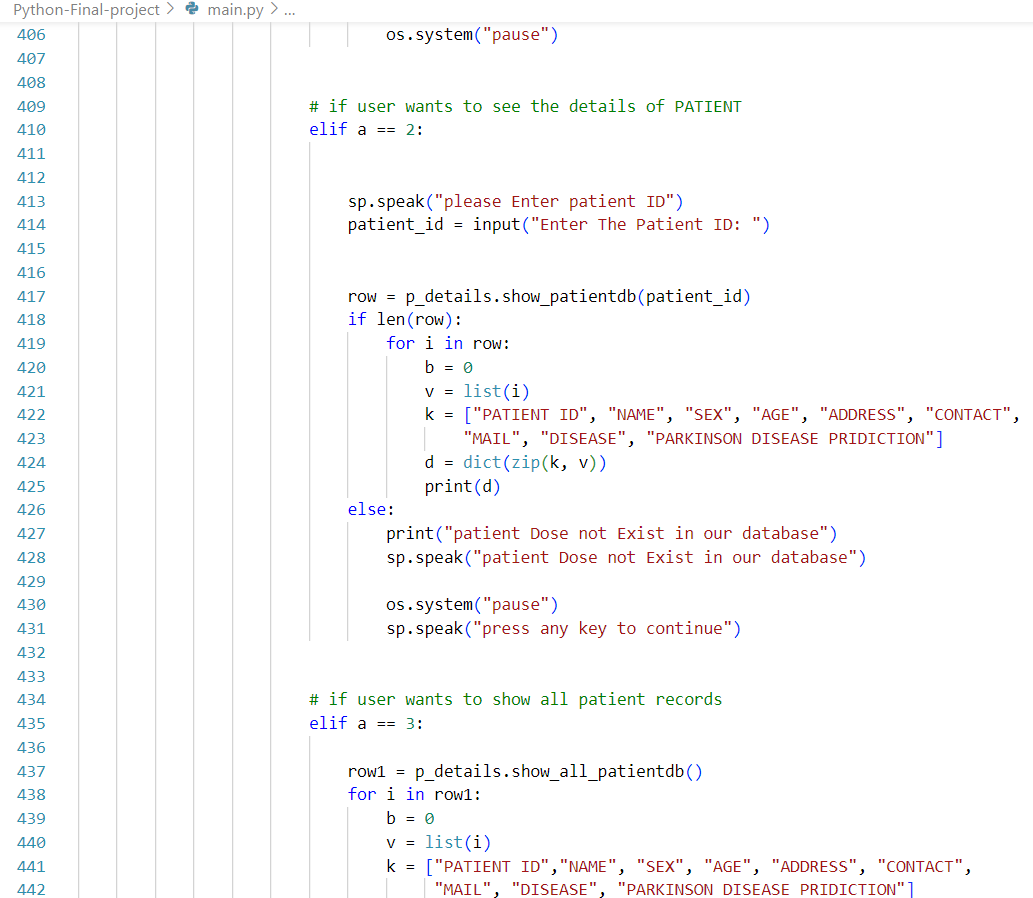 Python-Final-project > main.py > ...
406 os.system("pause")
407
408
409 # if user wants to see the details of PATIENT
410 elif a == 2:
411
412
413 sp.speak("please Enter patient ID")
414 patient_id = input("Enter The Patient ID: ")
415
416
417 row = p_details.show_patientdb(patient_id)
418 if len(row):
419 for i in row:
420 b = 0
421 v = list(i)
422 k = ["PATIENT ID", "NAME", "SEX", "AGE", "ADDRESS", "CONTACT",
423 "MAIL", "DISEASE", "PARKINSON DISEASE PRIDICTION"]
424 d = dict(zip(k, v))
425 print(d)
426 else:
427 print("patient Dose not Exist in our database")
428 sp.speak("patient Dose not Exist in our database")
429
430 os.system("pause")
431 sp.speak("press any key to continue")
432
433
434 # if user wants to show all patient records
435 elif a == 3:
436
437 row1 = p_details.show_all_patientdb()
438 for i in row1:
439 b = 0
440 v = list(i)
441 k = ["PATIENT ID","NAME", "SEX", "AGE", "ADDRESS", "CONTACT",
442 "MAIL", "DISEASE", "PARKINSON DISEASE PRIDICTION"]